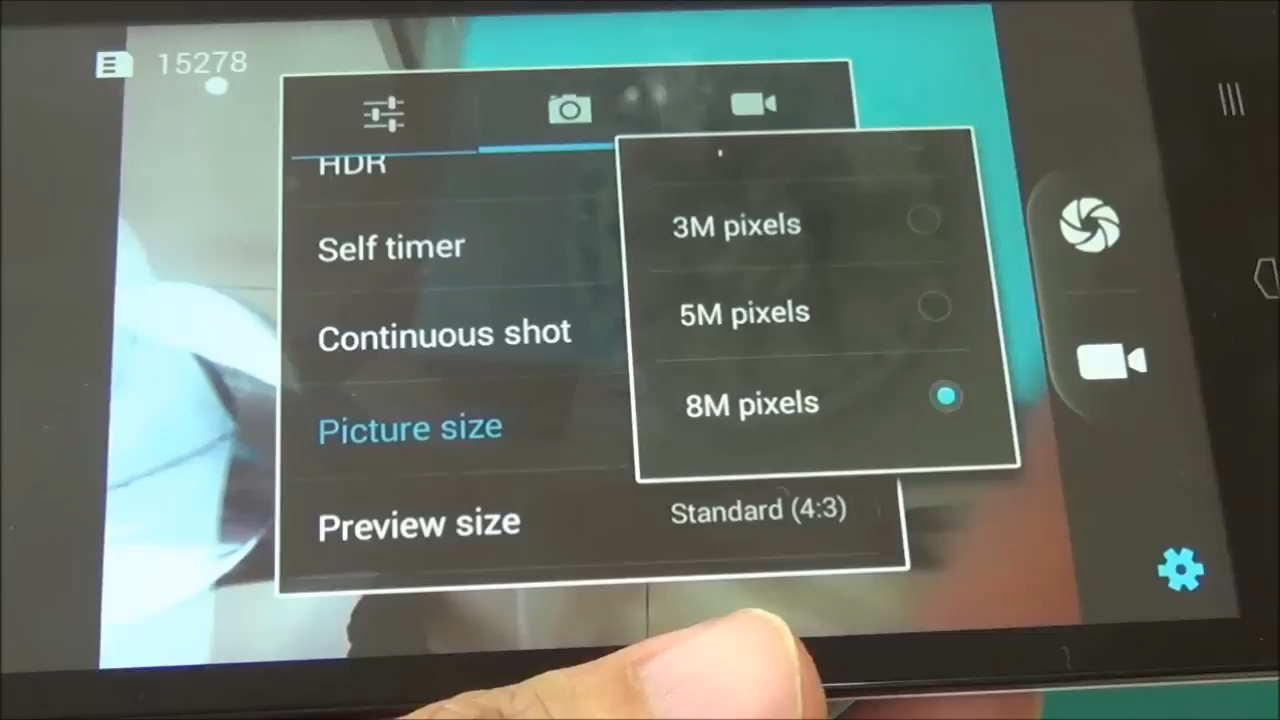 15278
HDR
Self timer
Continuous shot
Picture size
Preview size
3M pixels
5M pixels
8M pixels
Standard (4:3)